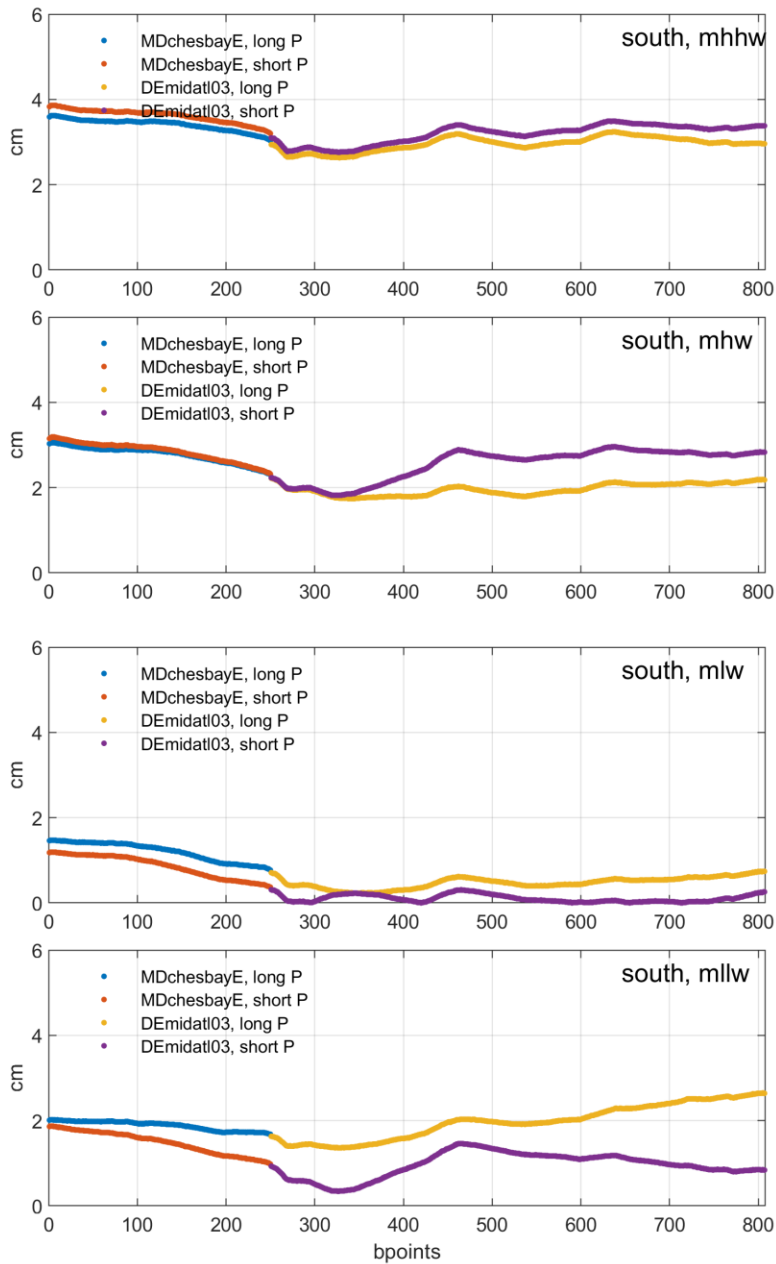 6
south, mhhw
MDchesbayE, long P
MDchesbayE, short P
DEmidatl03, long P
DEmidatl03, short P
4
cm
2
0
0 100 200 300 400 500 600 700 800
6
south, mhw
MDchesbayE, long P
MDchesbayE, short P
DEmidatl03, long P
DEmidatl03, short P
4
cm
2
0
0 100 200 300 400 500 600 700 800
6
south, mlw
MDchesbayE, long P
MDchesbayE, short P
DEmidatl03, long P
DEmidatl03, short P
4
cm
2
0
0 100 200 300 400 500 600 700 800
6
south, mllw
MDchesbayE, long P
MDchesbayE, short P
DEmidatl03, long P
DEmidatl03, short P
4
cm
2
0
0 100 200 300 400 500 600 700 800
bpoints